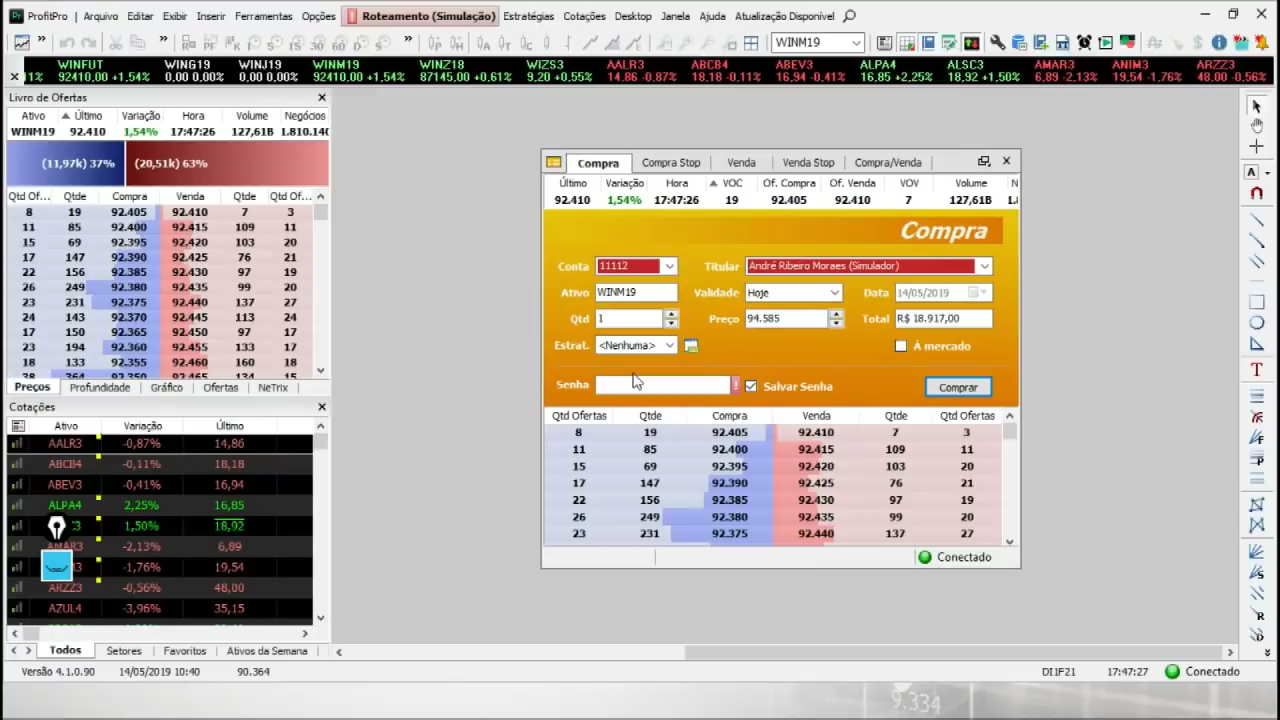 ProfitPro Arquivo Editar Exibir Inserir Ferramentas Opções Roteamento (Simulação) Estratégias Cotações Desktop Janela Ajuda Atualização Disponível
WINM19
WINFUT WING19 WINJ19 WINM19 WINZ18 WIZS3 AALR3 ABCB4 ABEV3 ALPA4 ALSC3 AMAR3 ANIM3 ARZZ3
1% 92410,00 +1,54% 0,00 0,00% 0,00 0,00% 92410,00 +1,54% 87145,00 +0,61% 9,20 +0,55% 14,86 -0,87% 18,18 -0,11% 16,94 -0,41% 16,85 +2,25% 18,92 +1,50% 6,89 -2,13% 19,54 -1,76% 48,00 -0,56%
Livro de Ofertas
Ativo Último Variação Hora Volume Negócios
WINM19 92.410 1,54% 17:47:26 127,61B 1.810.140
(11,97k) 37% (20,51k) 63%
Qtd Of... Qtde Compra Venda Qtde Qtd Of...
8 19 92.405 92.410 7 3
11 85 92.400 92.415 109 11
15 69 92.395 92.420 103 20
17 147 92.390 92.425 76 21
22 156 92.385 92.430 97 19
26 249 92.380 92.435 99 20
23 231 92.375 92.440 137 27
24 143 92.370 92.445 113 24
17 150 92.365 92.450 97 17
23 194 92.360 92.455 133 17
18 133 92.355 92.460 160 18
38 364 92.350 92.465 145 15
Preços Profundidade Gráfico Ofertas NeTrix
Cotações
Ativo Variação Último
AALR3 -0,87% 14,86
ABCB4 -0,11% 18,18
ABEV3 -0,41% 16,94
ALPA4 2,25% 16,85
3 1,50% 18,92
AMAR3 -2,13% 6,89
3 -1,76% 19,54
ARZZ3 -0,56% 48,00
AZUL4 -3,96% 35,15
Todos Setores Favoritos Ativos da Semana
Versão 4.1.0.90 14/05/2019 10:40 90.364 DI1F21 17:47:27 Conectado
Compra Compra Stop Venda Venda Stop Compra/Venda
Último Variação Hora VOC Of. Compra Of. Venda VOV Volume N
92.410 1,54% 17:47:26 19 92.405 92.410 7 127,61B 1.
Compra
Conta 11112 Titular André Ribeiro Moraes (Simulador)
Ativo WINM19 Validade Hoje Data 14/05/2019
Qtd 1 Preço 94.585 Total R$ 18.917,00
Estrat. <Nenhuma> À mercado
Senha ! Salvar Senha Comprar
Qtd Ofertas Qtde Compra Venda Qtde Qtd Ofertas
8 19 92.405 92.410 7 3
11 85 92.400 92.415 109 11
15 69 92.395 92.420 103 20
17 147 92.390 92.425 76 21
22 156 92.385 92.430 97 19
26 249 92.380 92.435 99 20
23 231 92.375 92.440 137 27
Conectado
9.334